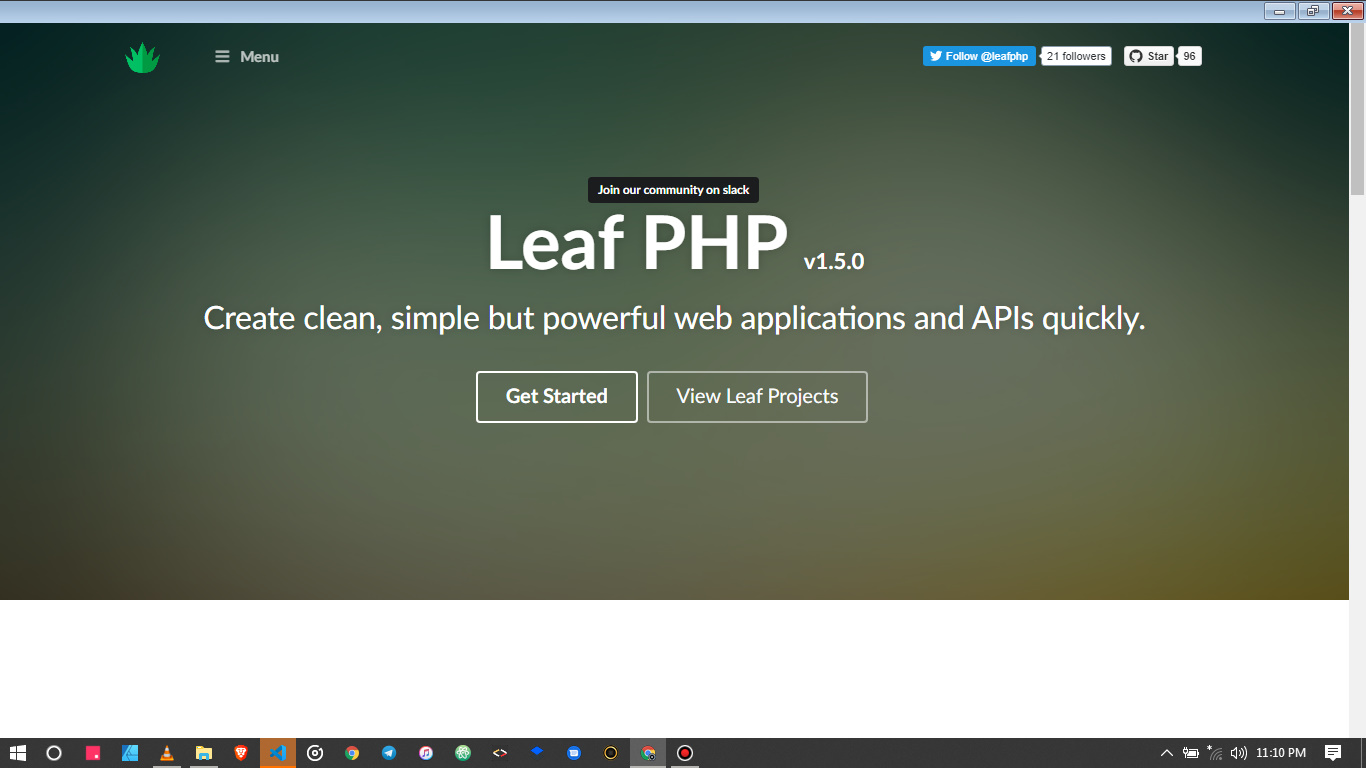 Menu
Follow @leafphp
21 followers
Star
96
Join our community on slack
Leaf PHP v1.5.0
Create clean, simple but powerful web applications and APIs quickly.
Get Started
View Leaf Projects
11:10 PM